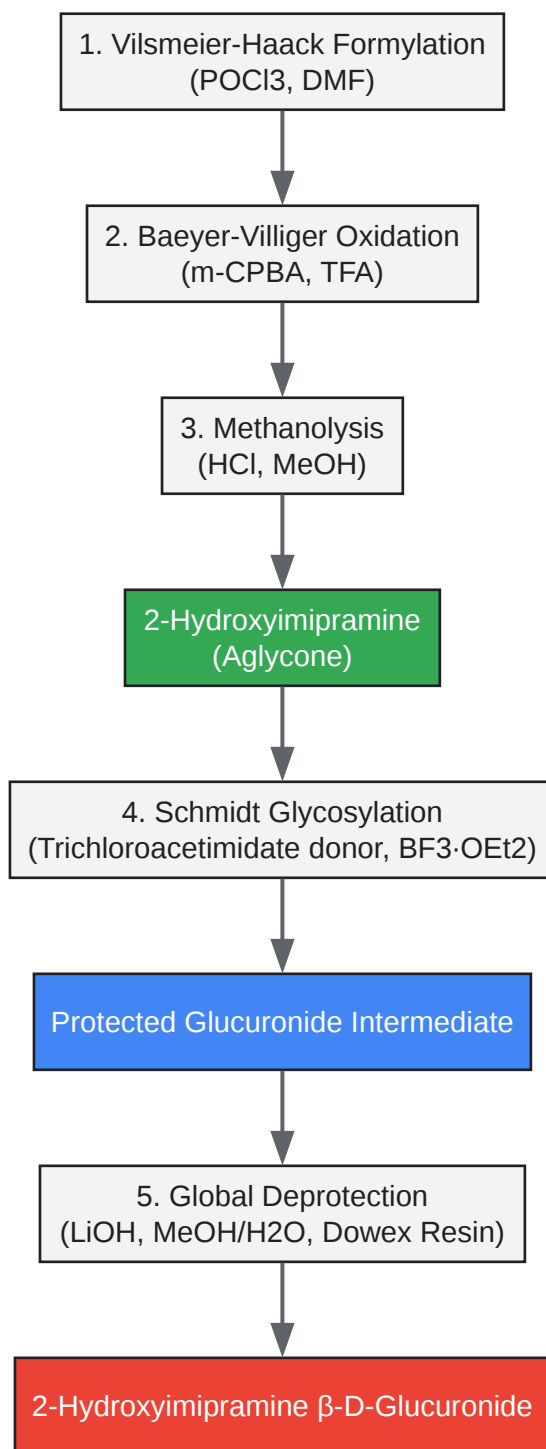 1. Vilsmeier-Haack Formylation
(POCl3, DMF)
2. Baeyer-Villiger Oxidation
(m-CPBA, TFA)
3. Methanolysis
(HCl, MeOH)
2-Hydroxyimipramine
(Aglycone)
4. Schmidt Glycosylation
(Trichloroacetimidate donor, BF3·OEt2)
Protected Glucuronide Intermediate
5. Global Deprotection
(LiOH, MeOH/H2O, Dowex Resin)
2-Hydroxyimipramine β-D-Glucuronide